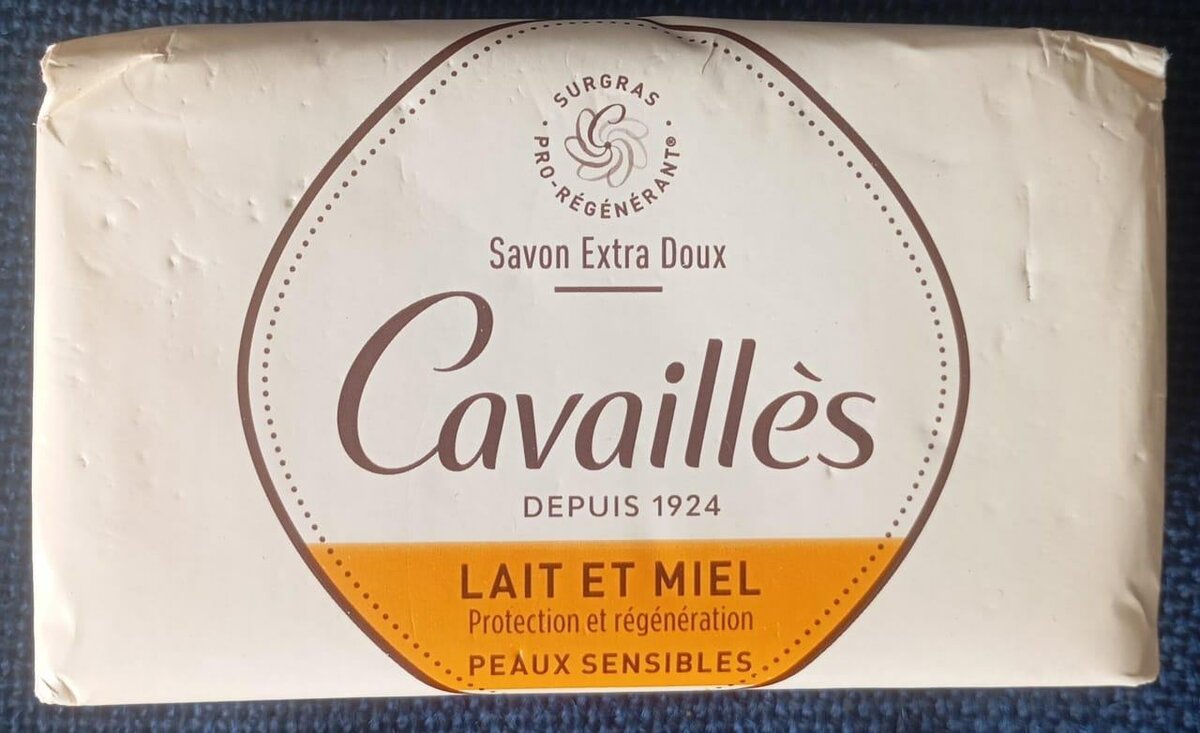 SURGRAS
PRO-RÉGÉNÉRANT®
Savon Extra Doux
Cavaillès
DEPUIS 1924
LAIT ET MIEL
Protection et régénération
PEAUX SENSIBLES